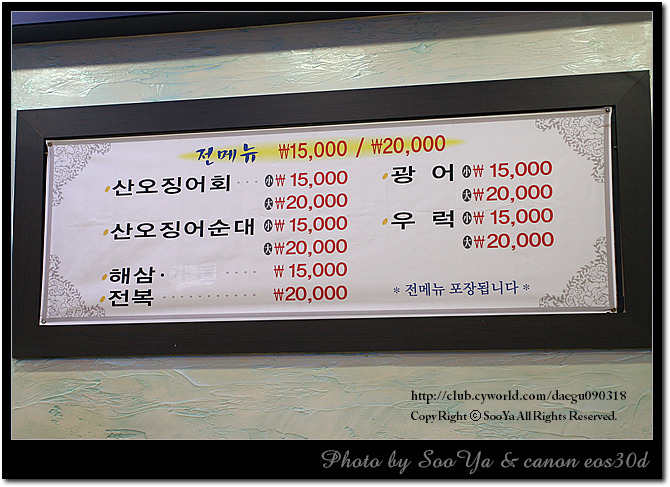 전메뉴 ₩15,000 / ₩20,000
산오징어회 ···· 小 ₩ 15,000
大 ₩20,000
산오징어순대 小 ₩ 15,000
大 ₩20,000
해삼· ····· ₩ 15,000
전복 ₩20,000
광 어 小 ₩ 15,000
大 ₩20,000
우 럭 小 ₩ 15,000
大 ₩20,000
* 전메뉴 포장됩니다 *
http://club.cyworld.com/daegu090318
CopyRight ⓒ SooYa All Rights Reserved.
Photo by SooYa & canon eos30d